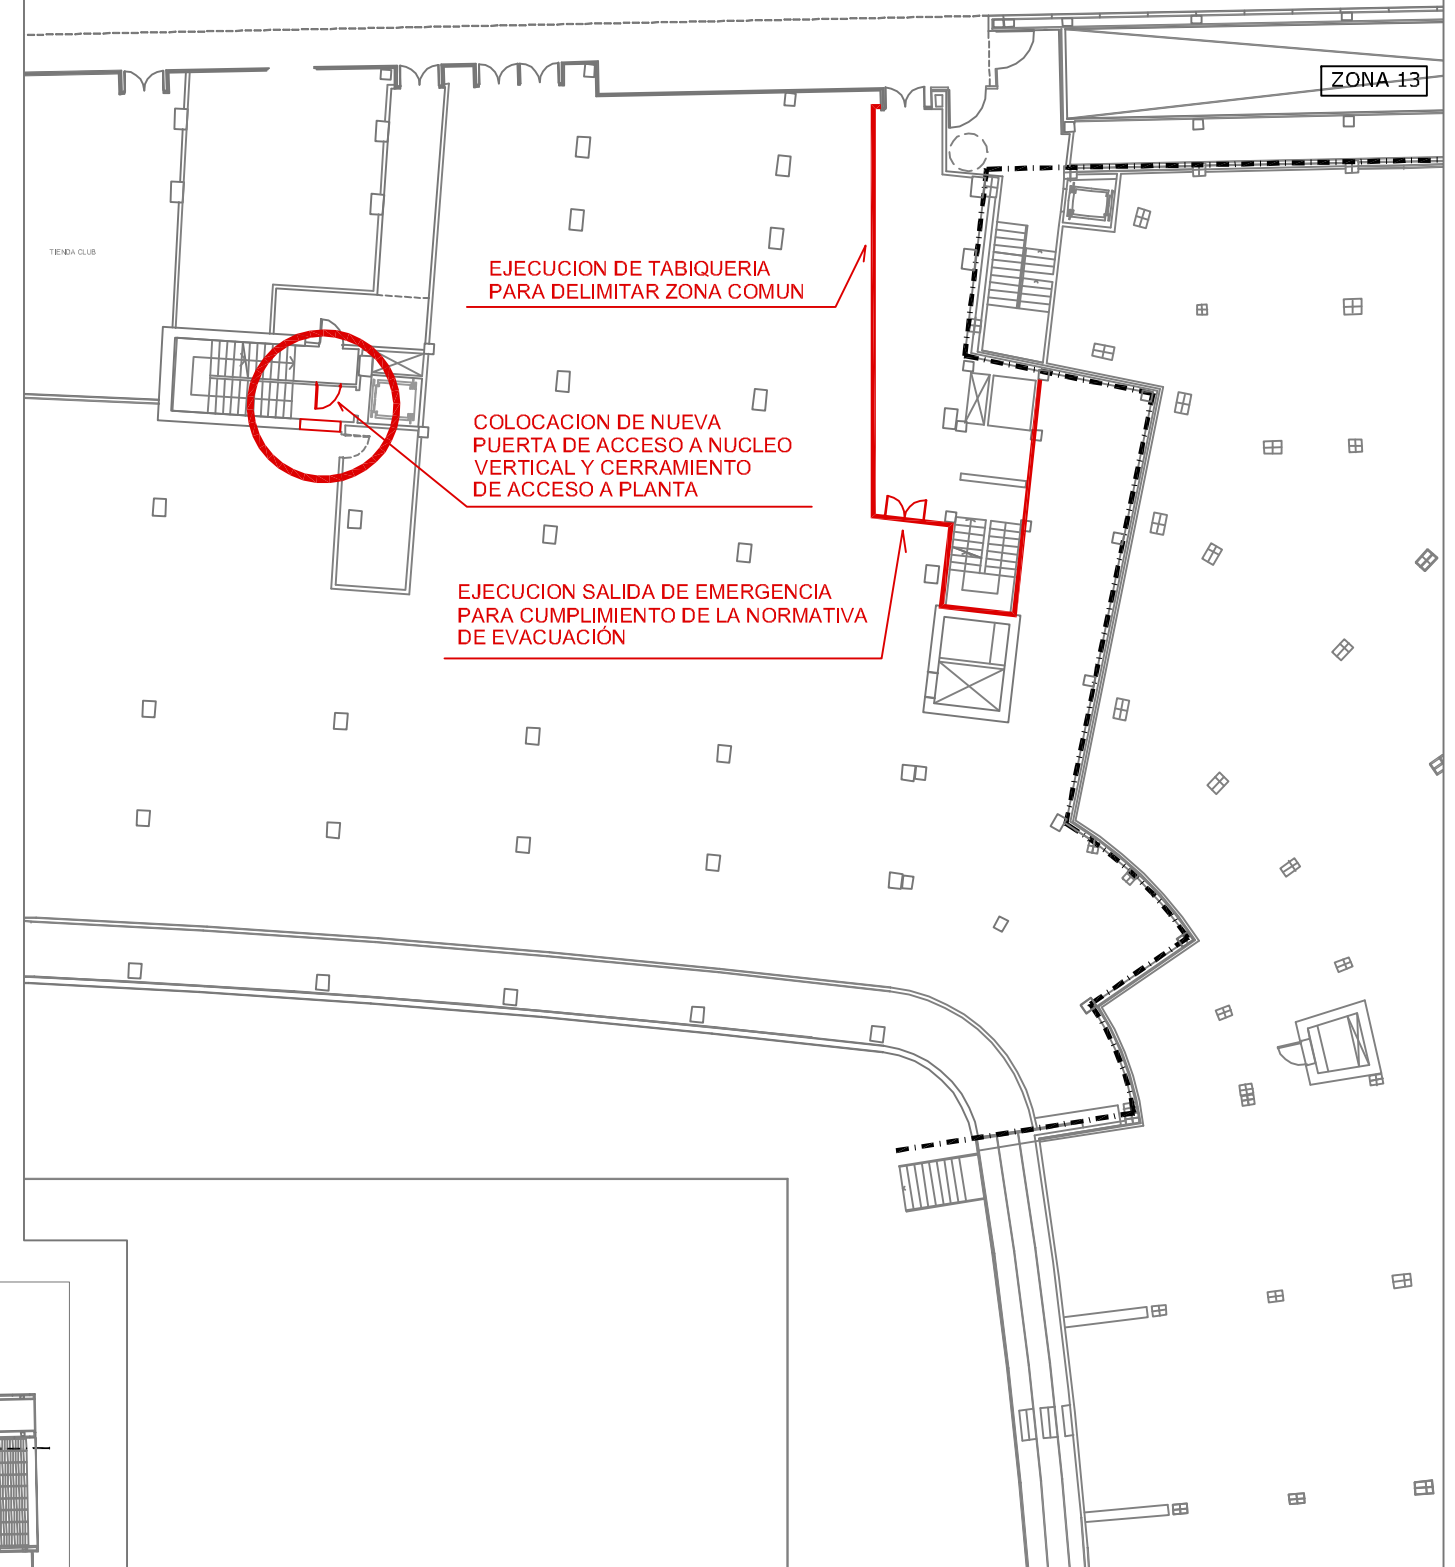 ZONA 13
TIENDA CLUB
EJECUCION DE TABIQUERIA
PARA DELIMITAR ZONA COMUN
COLOCACION DE NUEVA
PUERTA DE ACCESO A NUCLEO
VERTICAL Y CERRAMIENTO
DE ACCESO A PLANTA
EJECUCION SALIDA DE EMERGENCIA
PARA CUMPLIMIENTO DE LA NORMATIVA
DE EVACUACIÓN